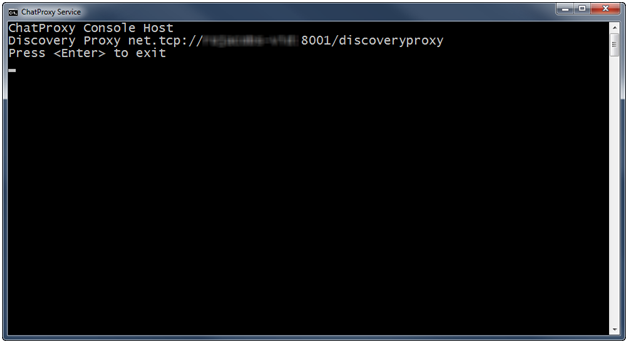 ChatProxy Service
ChatProxy Console Host
Discovery Proxy net.tcp:// 8001/discoveryproxy
Press <Enter> to exit